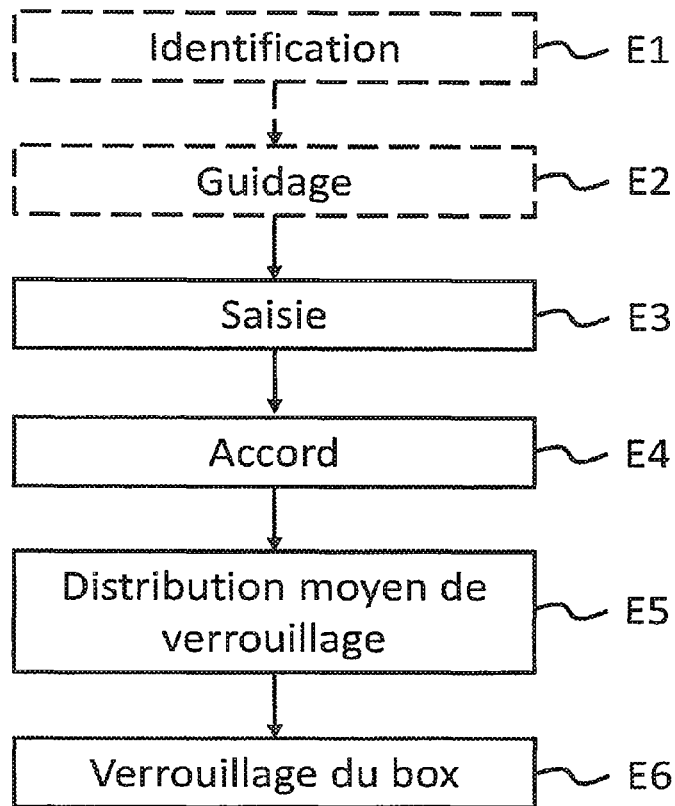 Identification E1
Guidage E2
Saisie E3
Accord E4
Distribution moyen de
verrouillage E5
Verrouillage du box E6